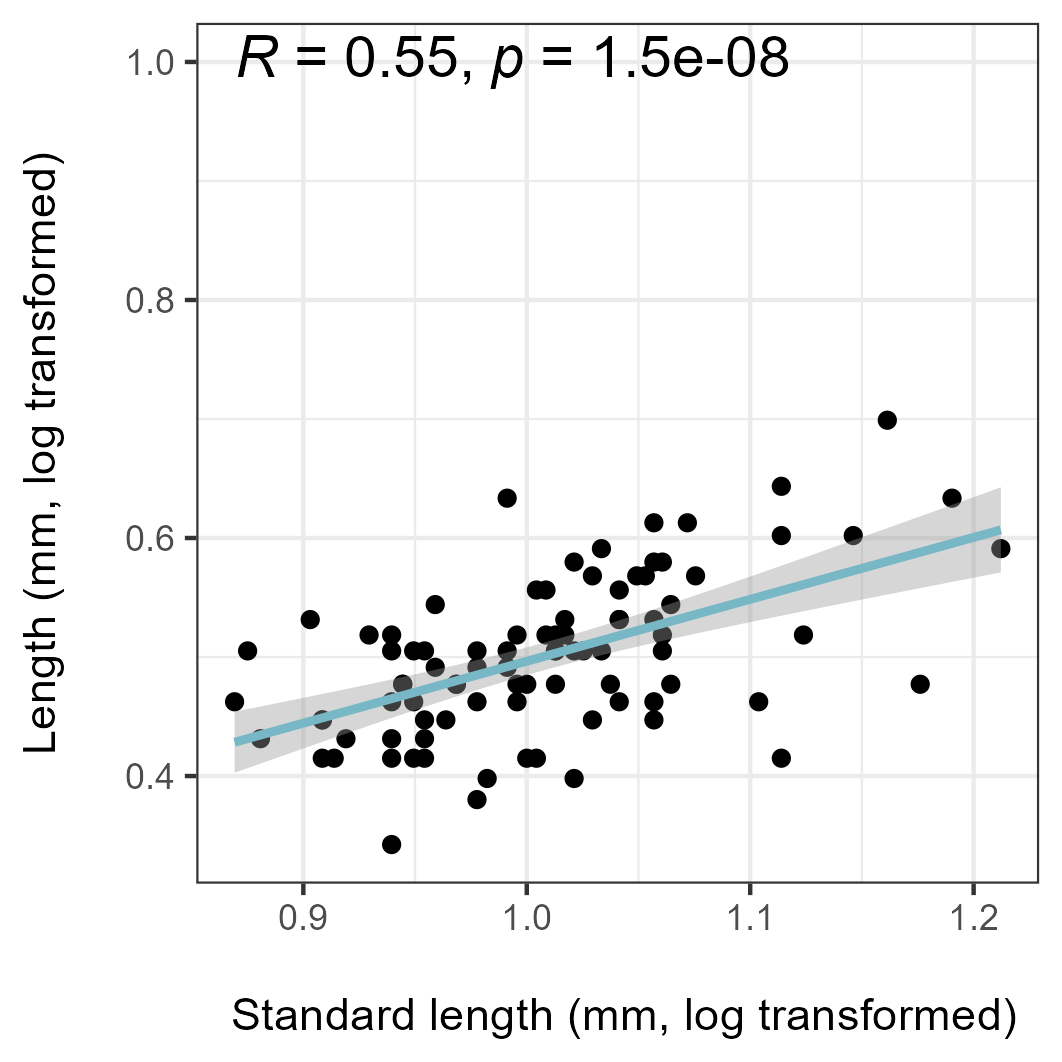 R = 0.55, p = 1.5e-08
1.0
0.8
0.6
0.4
Length (mm, log transformed)
0.9 1.0 1.1 1.2
Standard length (mm, log transformed)